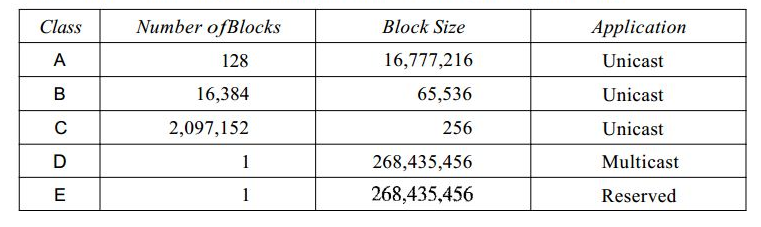 Class Number ofBlocks Block Size Application
A 128 16,777,216 Unicast
B 16,384 65,536 Unicast
C 2,097,152 256 Unicast
D 1 268,435,456 Multicast
E 1 268,435,456 Reserved